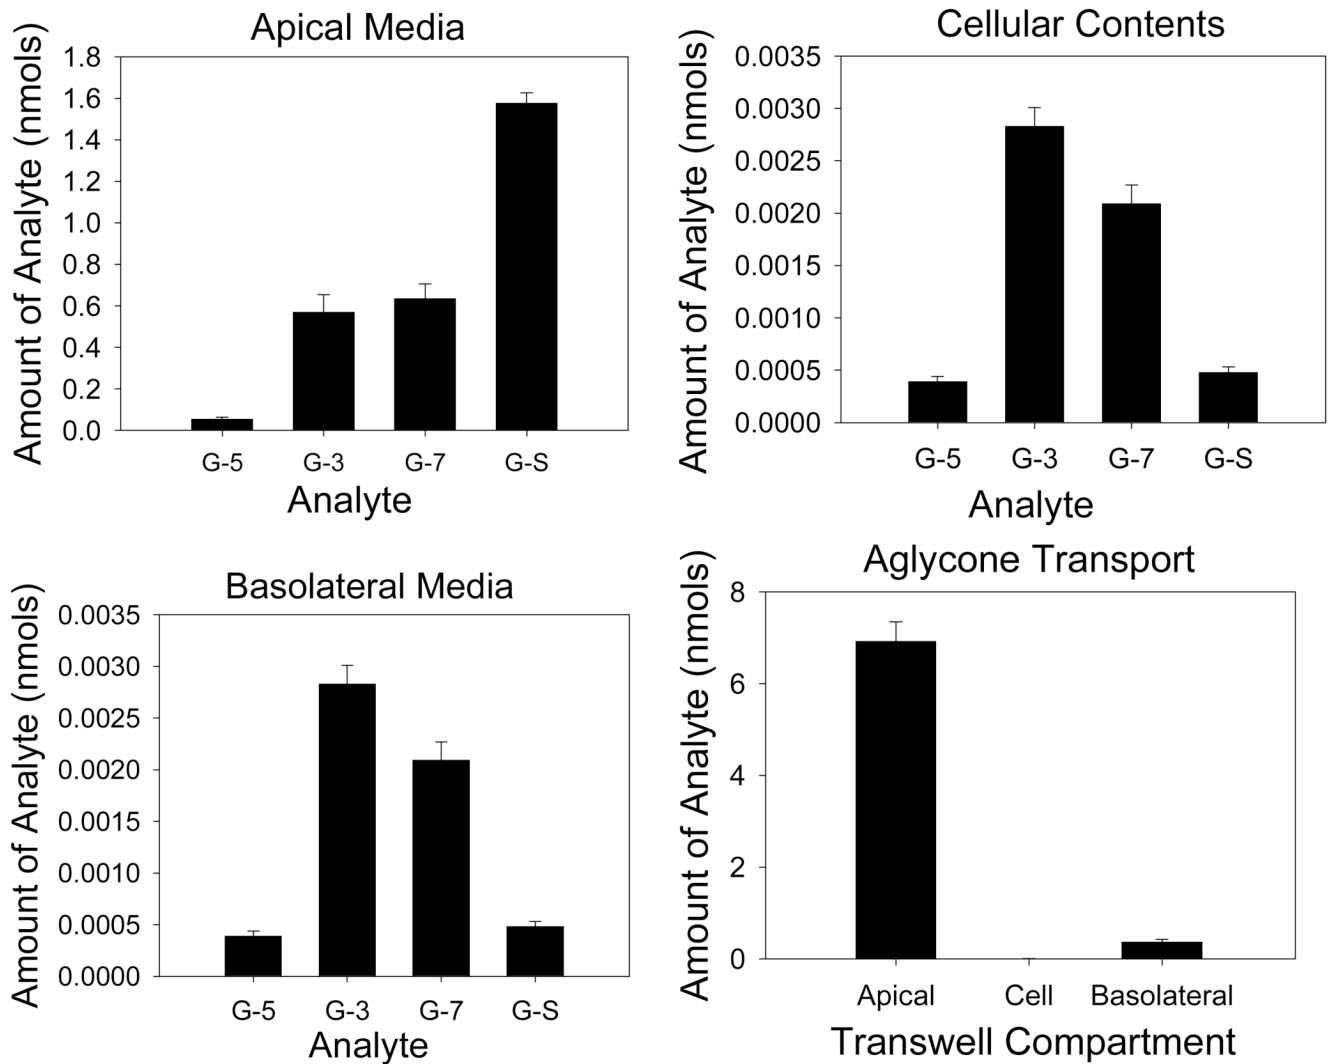 Apical Media
Amount of Analyte (nmols)
1.8
1.6
1.4
1.2
1.0
0.8
0.6
0.4
0.2
0.0
G-5 G-3 G-7 G-S
Analyte
Cellular Contents
Amount of Analyte (nmols)
0.0035
0.0030
0.0025
0.0020
0.0015
0.0010
0.0005
0.0000
G-5 G-3 G-7 G-S
Analyte
Basolateral Media
Amount of Analyte (nmols)
0.0035
0.0030
0.0025
0.0020
0.0015
0.0010
0.0005
0.0000
G-5 G-3 G-7 G-S
Analyte
Aglycone Transport
Amount of Analyte (nmols)
8
6
4
2
0
Apical Cell Basolateral
Transwell Compartment